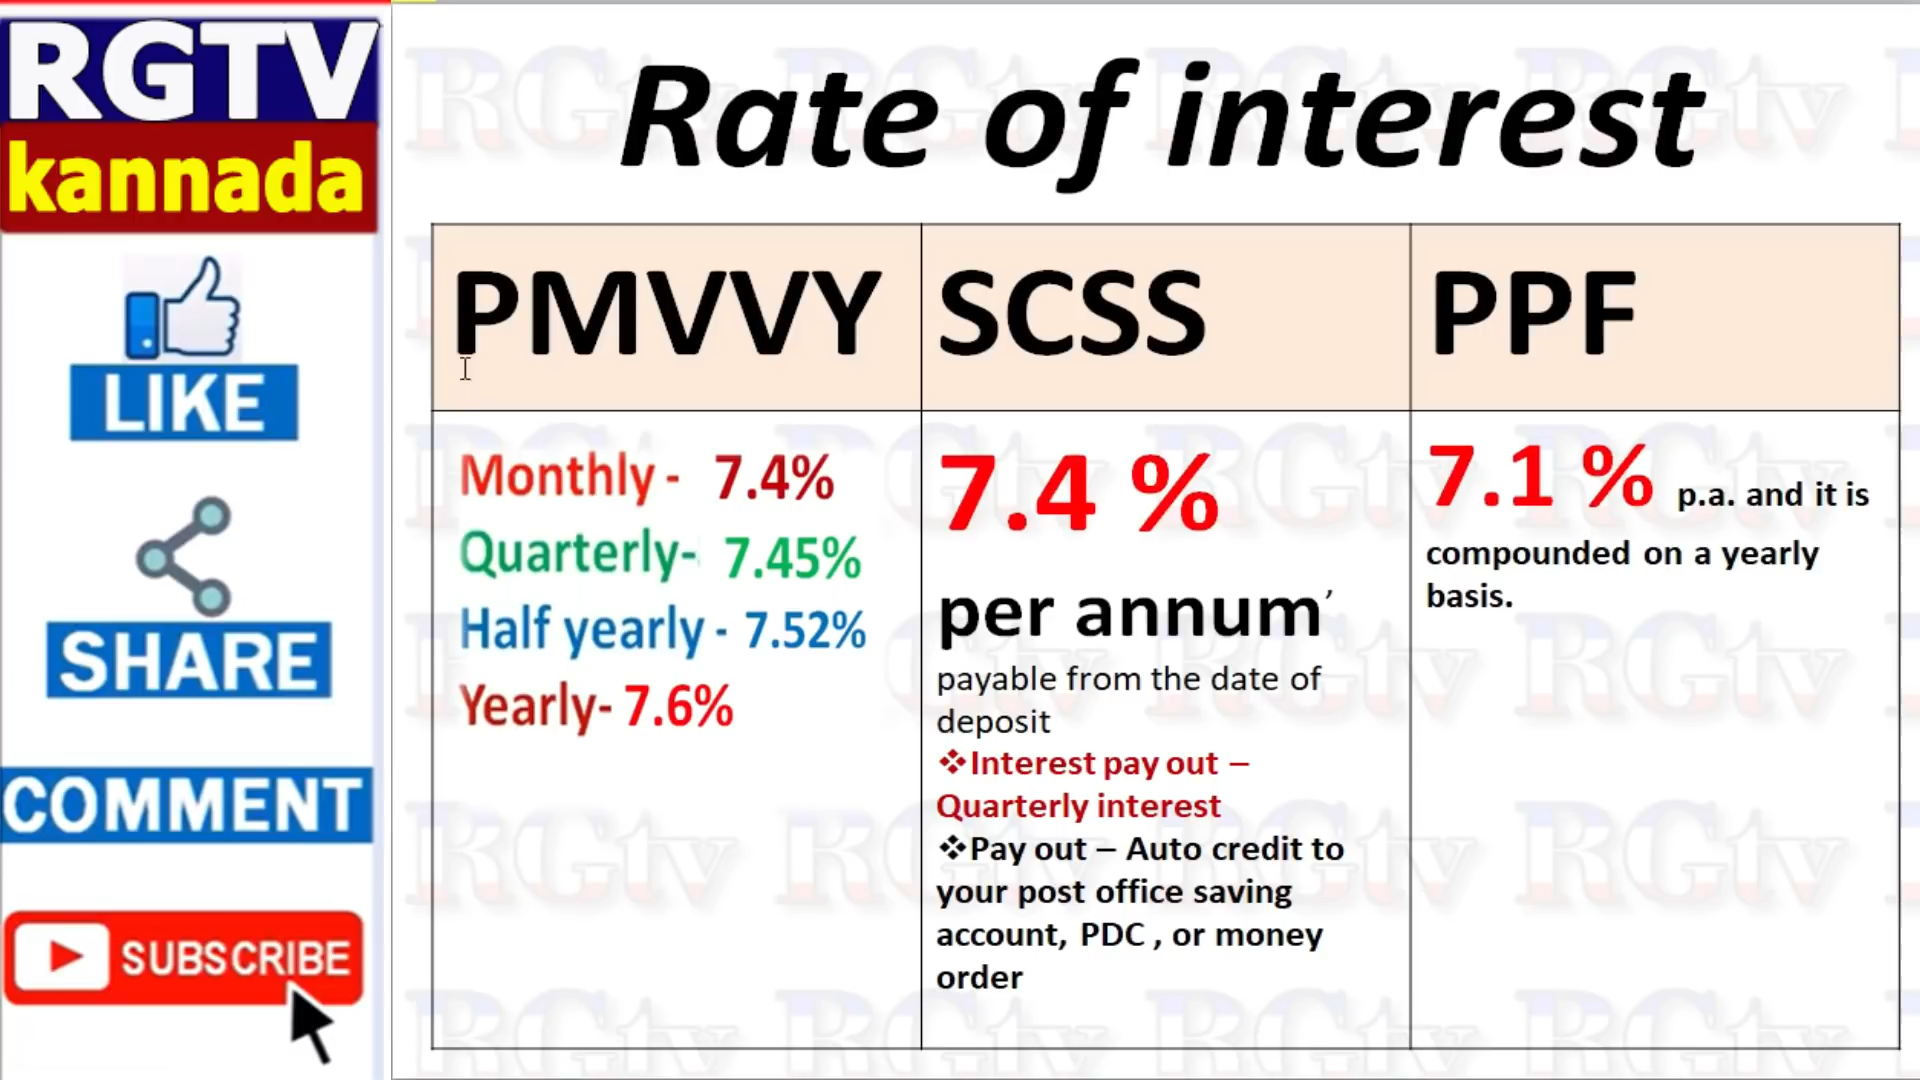 RGTV
kannada
LIKE
SHARE
COMMENT
SUBSCRIBE
Rate of interest
PMVVY
SCSS
PPF
Monthly - 7.4%
Quarterly- 7.45%
Half yearly - 7.52%
Yearly- 7.6%
7.4 %
per annum,
payable from the date of
deposit
❖Interest pay out –
Quarterly interest
❖Pay out – Auto credit to
your post office saving
account, PDC , or money
order
7.1 % p.a. and it is
compounded on a yearly
basis.